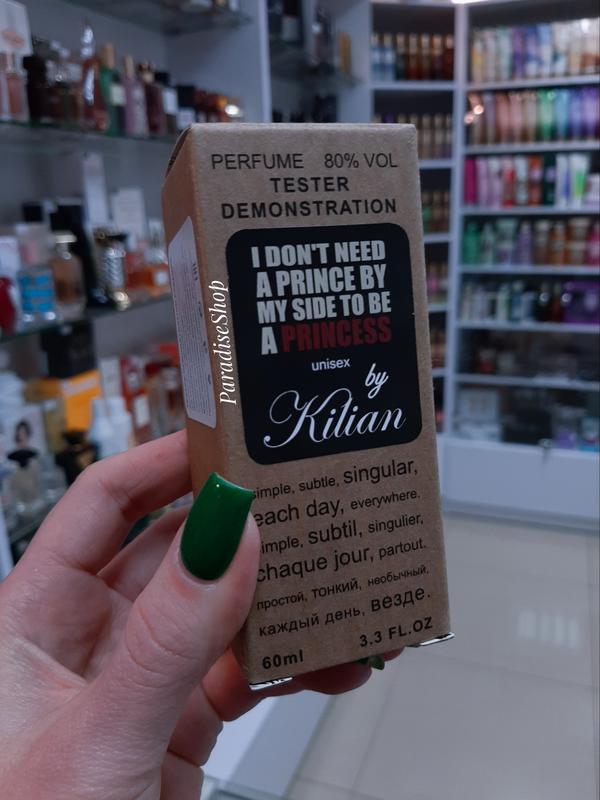 PERFUME 80% VOL
TESTER
DEMONSTRATION
I DON'T NEED
A PRINCE BY
MY SIDE TO BE
A PRINCESS
unisex
by
Kilian
simple, subtle, singular,
each day, everywhere.
simple, subtil, singulier,
chaque jour, partout.
простой, тонкий, необычный,
каждый день, везде.
60ml 3.3 FL.OZ
ParadiseShop